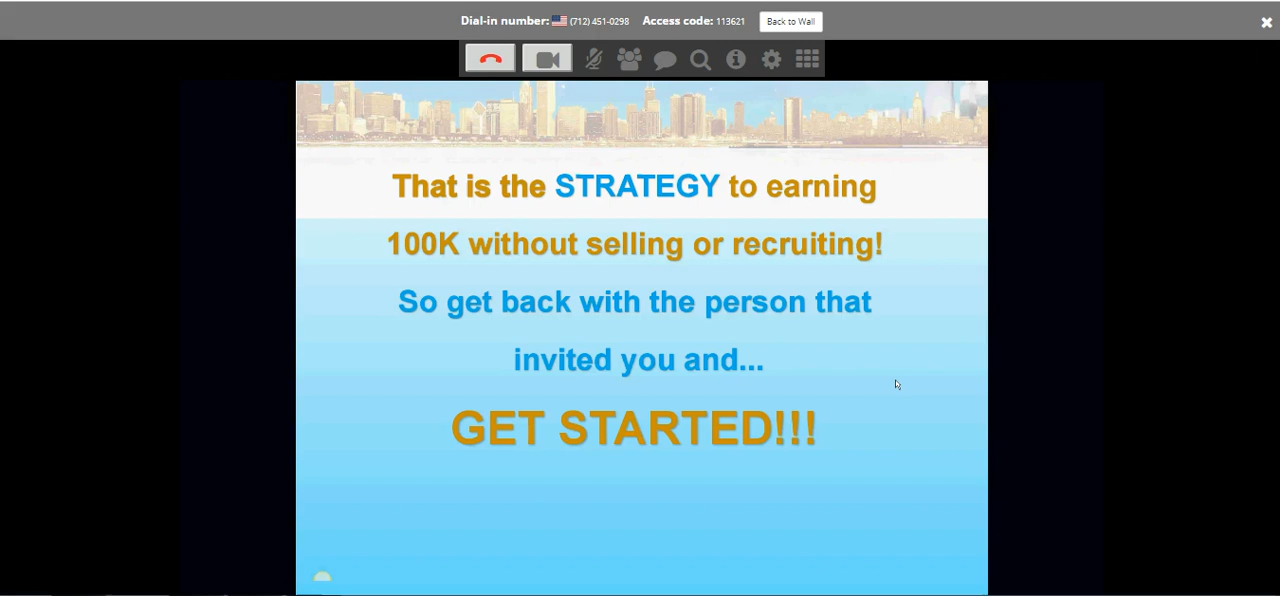 Dial-in number: (712) 451-0298 Access code: 113621 Back to Wall
That is the STRATEGY to earning
100K without selling or recruiting!
So get back with the person that
invited you and...
GET STARTED!!!